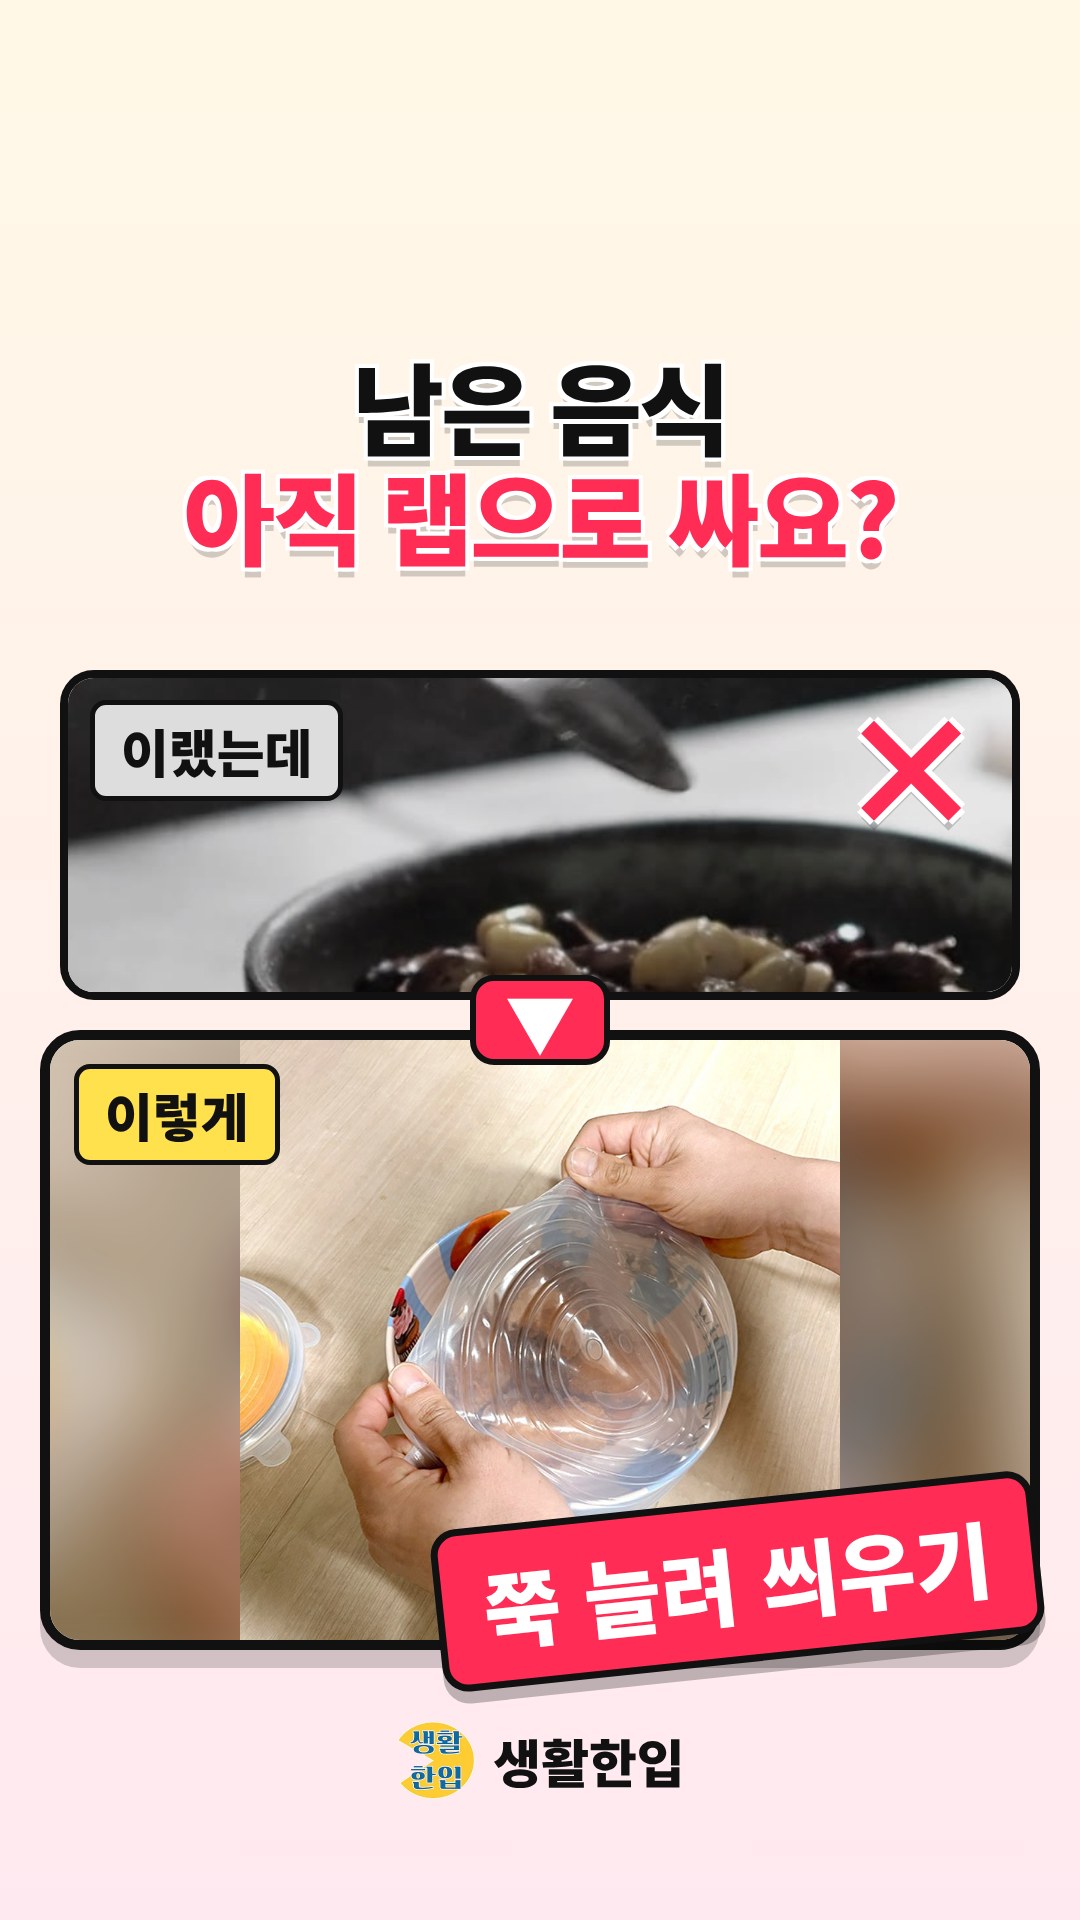 남은 음식
아직 랩으로 싸요?
이랬는데
이렇게
쭉 늘려 씌우기
생활
한입
생활한입